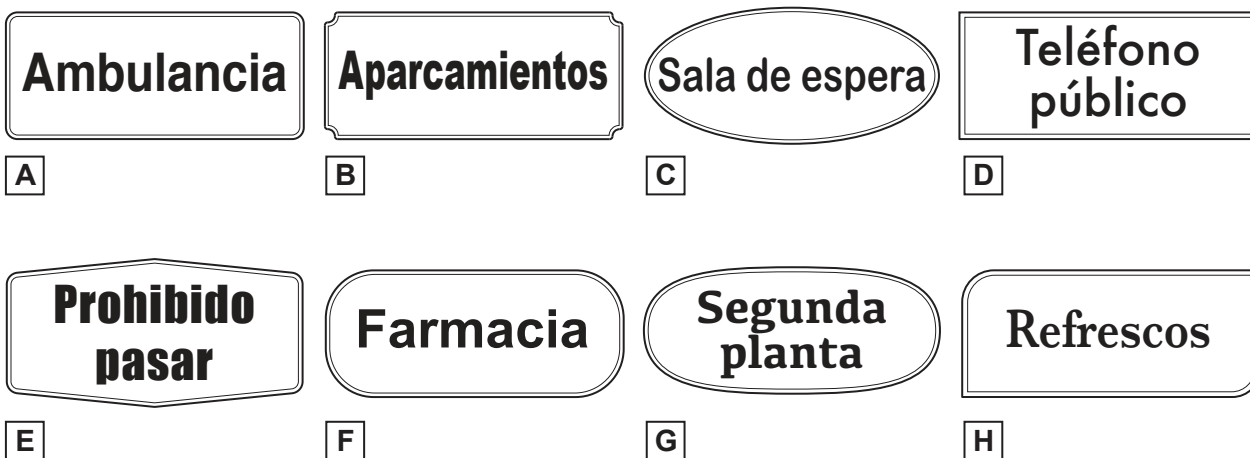 Ambulancia
Aparcamientos
Sala de espera
Teléfono
público
A
B
C
D
Prohibido
pasar
Farmacia
Segunda
planta
Refrescos
E
F
G
H